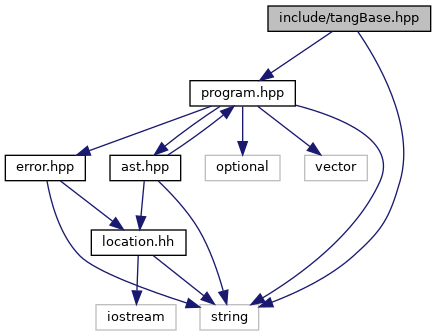 include/tangBase.hpp
program.hpp
error.hpp
ast.hpp
optional
vector
location.hh
iostream
string